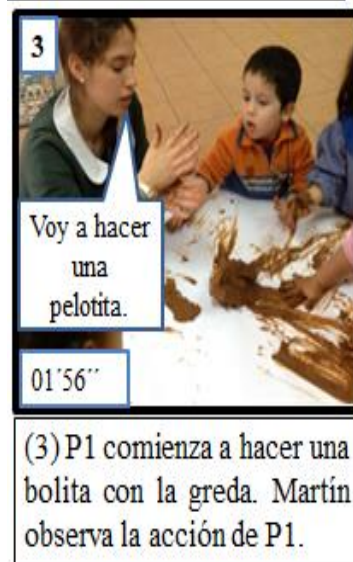 3
Voy a hacer
una
pelotita.
01´56´´
(3) P1 comienza a hacer una
bolita con la greda. Martín
observa la acción de P1.